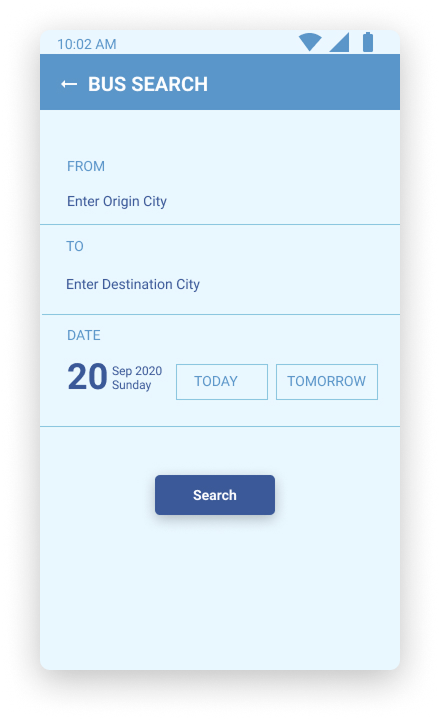 10:02 AM
BUS SEARCH
FROM
Enter Origin City
TO
Enter Destination City
DATE
20 Sep 2020
Sunday
TODAY
TOMORROW
Search